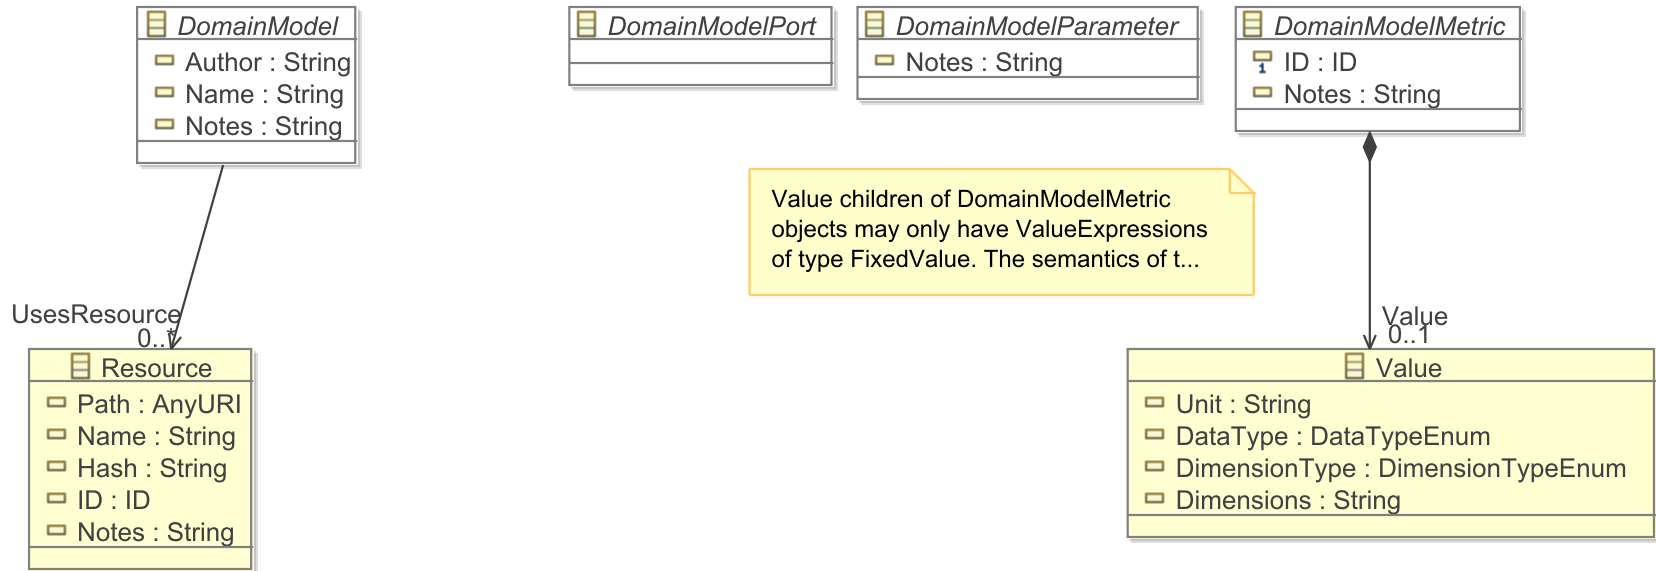 DomainModel
Author : String
Name : String
Notes : String
DomainModelPort
DomainModelParameter
Notes : String
DomainModelMetric
1
ID : ID
Notes : String
Value children of DomainModelMetric
objects may only have ValueExpressions
of type FixedValue. The semantics of t...
UsesResource
0..*
Value
0..1
Resource
Path : AnyURI
Name : String
Hash : String
ID : ID
Notes : String
Value
Unit : String
DataType : DataTypeEnum
DimensionType : DimensionTypeEnum
Dimensions : String